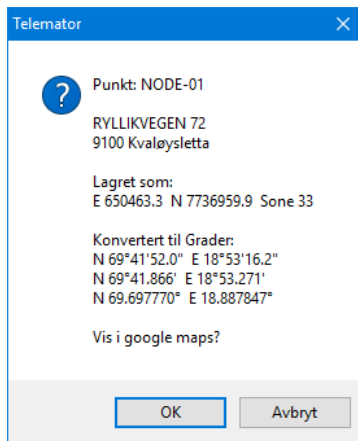 Telemator
Punkt: NODE-01
RYLLIKVEGEN 72
9100 Kvaløysletta
Lagret som:
E 650463.3  N 7736959.9  Sone 33
Konvertert til Grader:
N 69°41'52.0"  E 18°53'16.2"
N 69°41.866'  E 18°53.271'
N 69.697770°  E 18.887847°
Vis i google maps?
OK
Avbryt